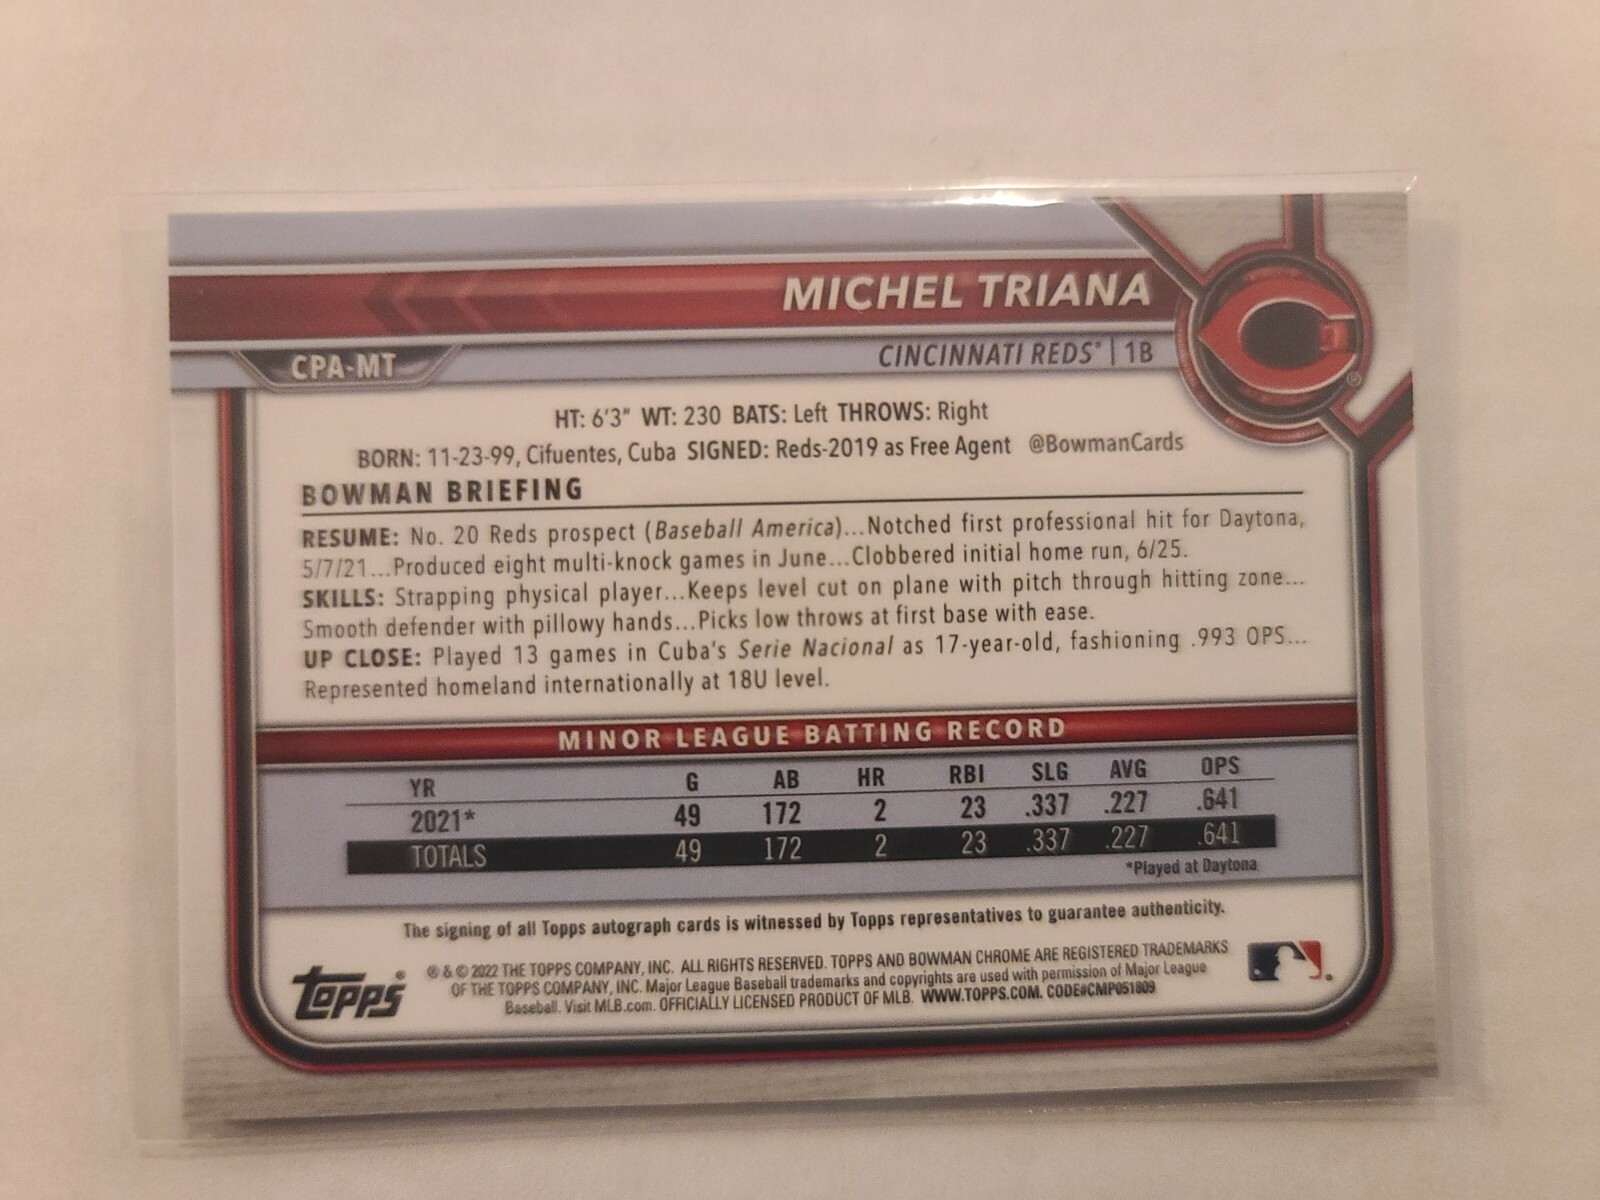 MICHEL TRIANA
CPA-MT
CINCINNATI REDS® | 1B
HT: 6'3" WT: 230 BATS: Left THROWS: Right
BORN: 11-23-99, Cifuentes, Cuba SIGNED: Reds-2019 as Free Agent @BowmanCards
BOWMAN BRIEFING
RESUME: No. 20 Reds prospect (Baseball America)...Notched first professional hit for Daytona,
5/7/21...Produced eight multi-knock games in June...Clobbered initial home run, 6/25.
SKILLS: Strapping physical player...Keeps level cut on plane with pitch through hitting zone...
Smooth defender with pillowy hands...Picks low throws at first base with ease.
UP CLOSE: Played 13 games in Cuba's Serie Nacional as 17-year-old, fashioning .993 OPS...
Represented homeland internationally at 18U level.
MINOR LEAGUE BATTING RECORD
YR G AB HR RBI SLG AVG OPS
2021* 49 172 2 23 .337 .227 .641
TOTALS 49 172 2 23 .337 .227 .641
*Played at Daytona
The signing of all Topps autograph cards is witnessed by Topps representatives to guarantee authenticity.
topps®
® & © 2022 THE TOPPS COMPANY, INC. ALL RIGHTS RESERVED. TOPPS AND BOWMAN CHROME ARE REGISTERED TRADEMARKS
OF THE TOPPS COMPANY, INC. Major League Baseball trademarks and copyrights are used with permission of Major League
Baseball. Visit MLB.com. OFFICIALLY LICENSED PRODUCT OF MLB. WWW.TOPPS.COM. CODE#CMP051809